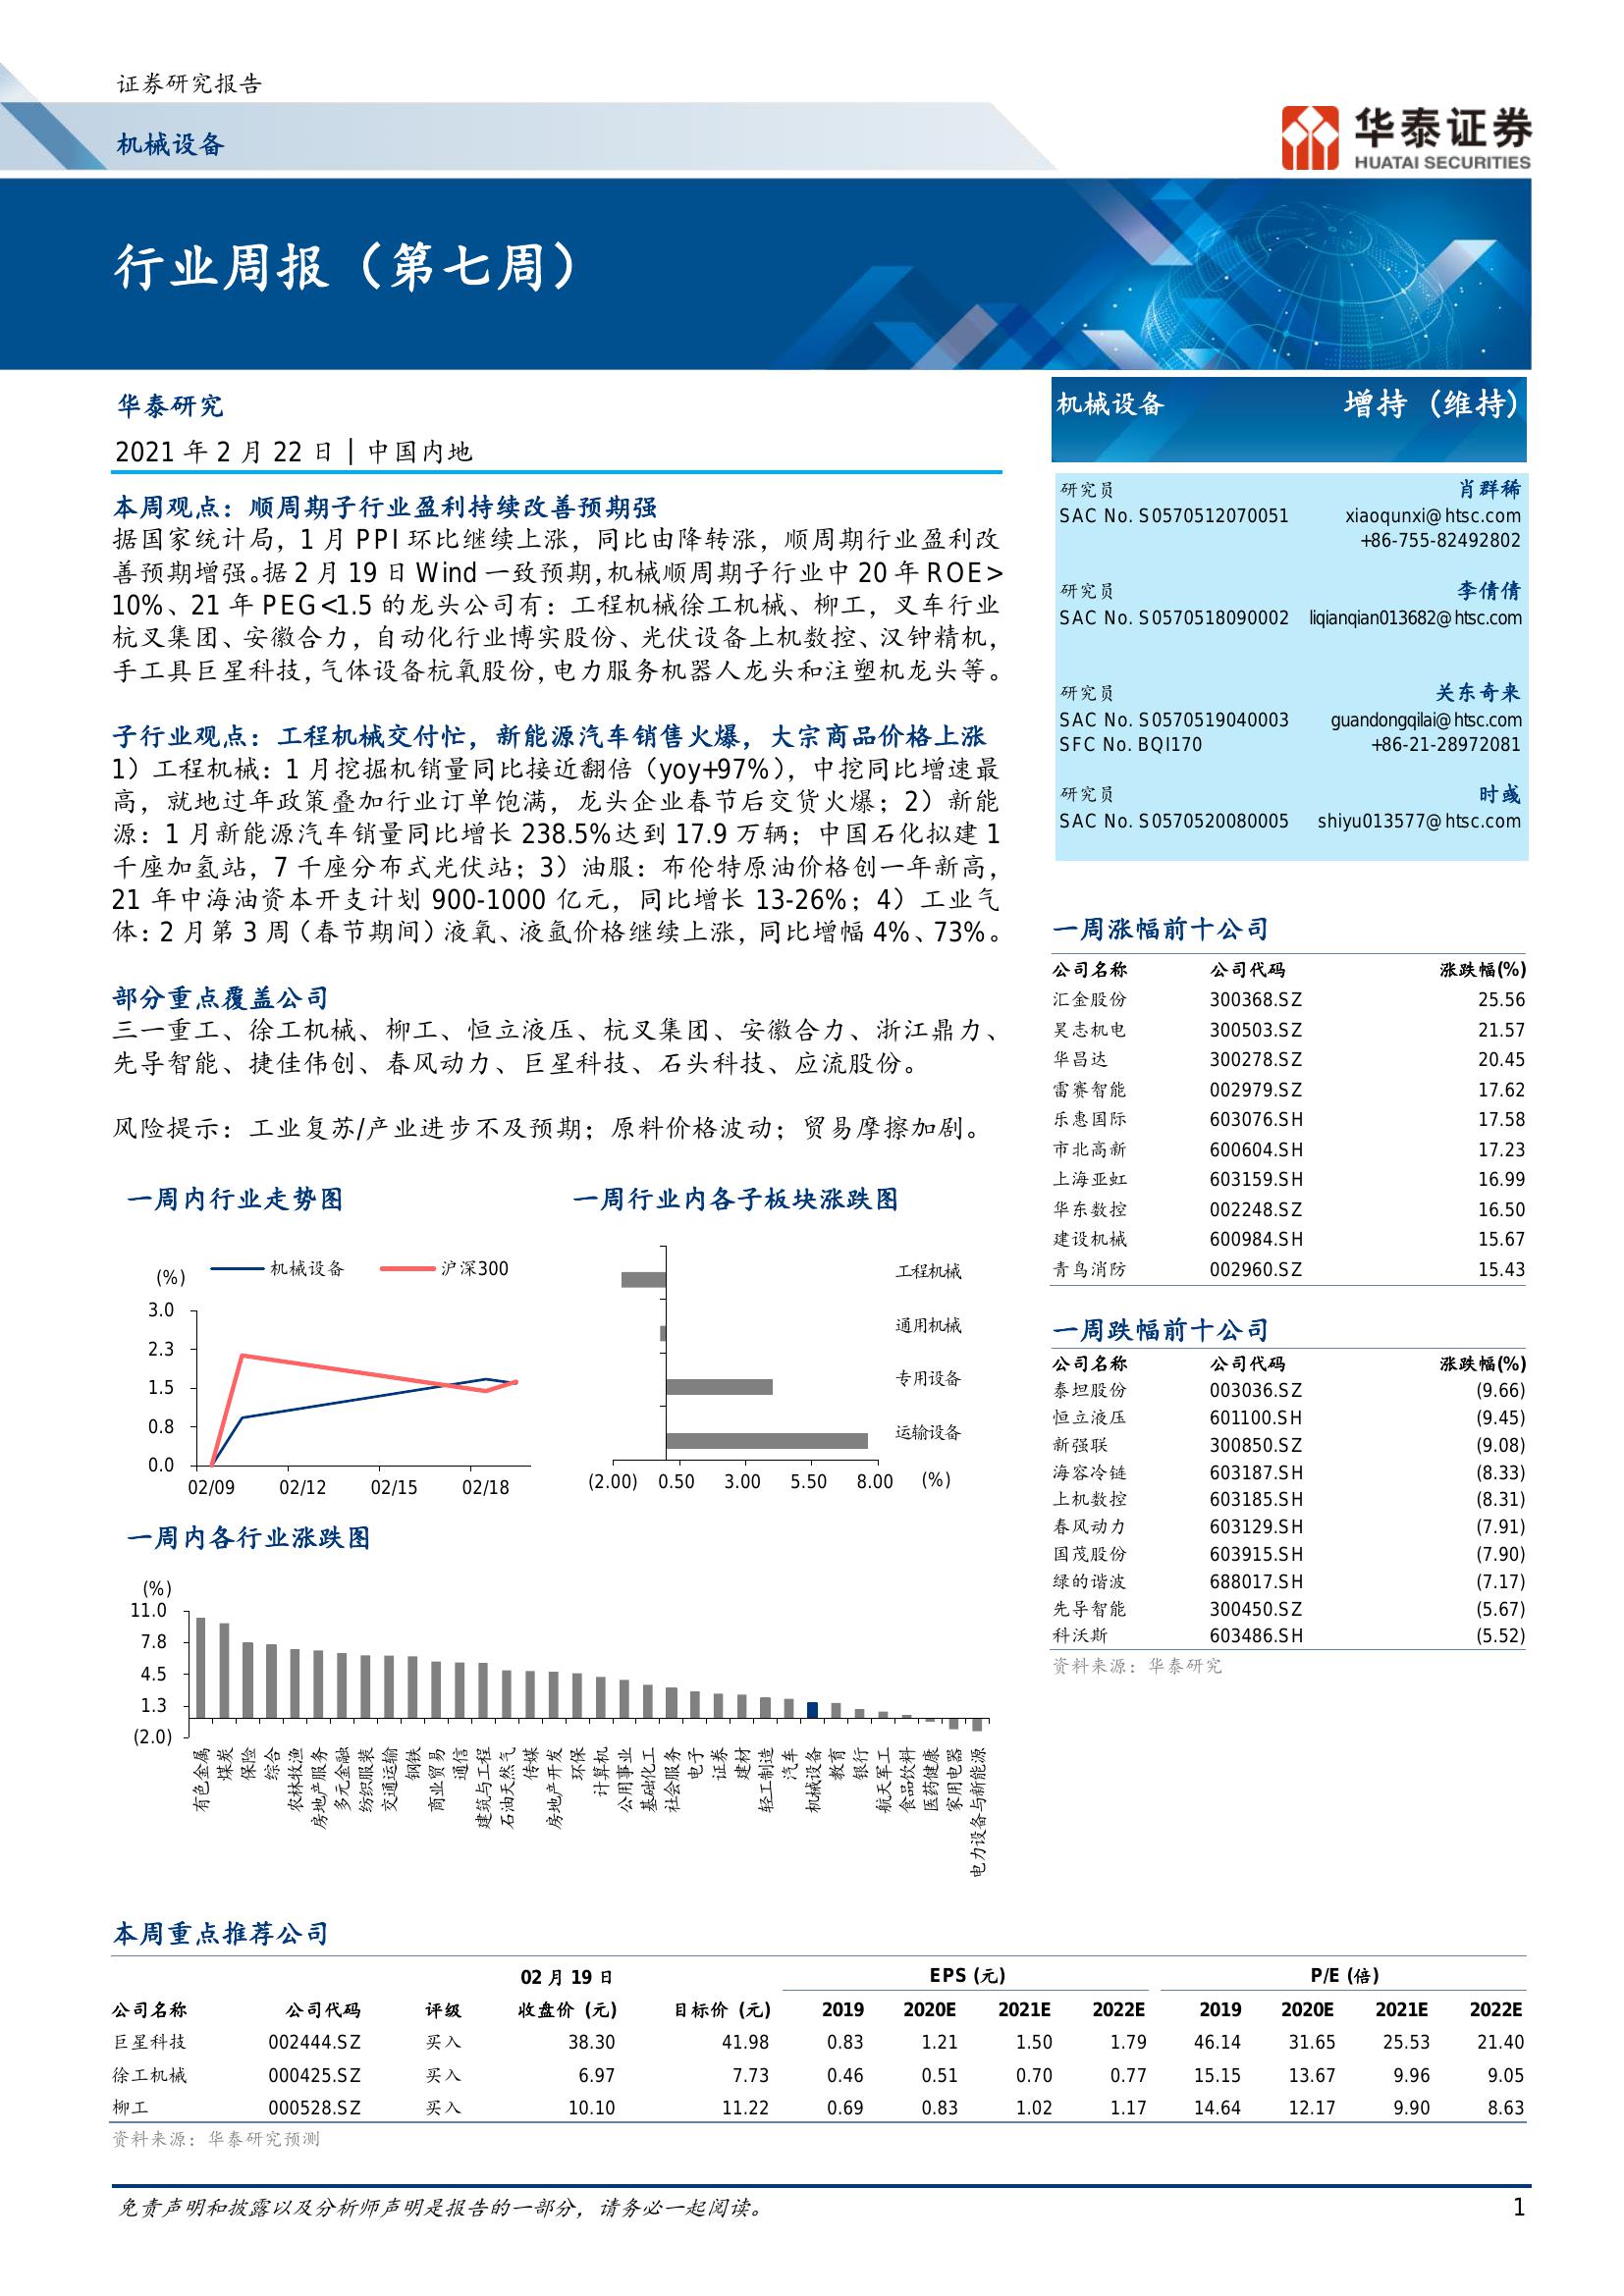 证券研究报告
机械设备
华泰证券
HUATAI SECURITIES
行业周报（第七周）
华泰研究
2021 年 2 月 22 日 | 中国内地
本周观点：顺周期子行业盈利持续改善预期强
据国家统计局，1 月 PPI 环比继续上涨，同比由降转涨，顺周期行业盈利改
善预期增强。据 2 月 19 日 Wind 一致预期，机械顺周期子行业中 20 年 ROE>
10%、21 年 PEG<1.5 的龙头公司有：工程机械徐工机械、柳工，叉车行业
杭叉集团、安徽合力，自动化行业博实股份、光伏设备上机数控、汉钟精机，
手工具巨星科技，气体设备杭氧股份，电力服务机器人龙头和注塑机龙头等。
子行业观点：工程机械交付忙，新能源汽车销售火爆，大宗商品价格上涨
1）工程机械：1 月挖掘机销量同比接近翻倍（yoy+97%），中挖同比增速最
高，就地过年政策叠加行业订单饱满，龙头企业春节后交货火爆；2）新能
源：1 月新能源汽车销量同比增长 238.5%达到 17.9 万辆；中国石化拟建 1
千座加氢站，7 千座分布式光伏站；3）油服：布伦特原油价格创一年新高，
21 年中海油资本开支计划 900-1000 亿元，同比增长 13-26%；4）工业气
体：2 月第 3 周（春节期间）液氧、液氩价格继续上涨，同比增幅 4%、73%。
部分重点覆盖公司
三一重工、徐工机械、柳工、恒立液压、杭叉集团、安徽合力、浙江鼎力、
先导智能、捷佳伟创、春风动力、巨星科技、石头科技、应流股份。
风险提示：工业复苏/产业进步不及预期；原料价格波动；贸易摩擦加剧。
一周内行业走势图
(%)
机械设备 沪深300
3.0
2.3
1.5
0.8
0.0
02/09 02/12 02/15 02/18
一周行业内各子板块涨跌图
工程机械
通用机械
专用设备
运输设备
(2.00) 0.50 3.00 5.50 8.00 (%)
一周内各行业涨跌图
(%)
11.0
7.8
4.5
1.3
(2.0)
有色金属
煤炭
保险
综合
农林牧渔
房地产服务
多元金融
纺织服装
交通运输
钢铁
商业贸易
通信
建筑与工程
石油天然气
传媒
房地产开发
环保
计算机
公用事业
基础化工
社会服务
电子
证券
建材
轻工制造
汽车
机械设备
教育
银行
航天军工
食品饮料
医药健康
家用电器
电力设备与新能源
机械设备 增持 (维持)
研究员 肖群稀
SAC No. S0570512070051 xiaoqunxi@htsc.com
+86-755-82492802
研究员 李倩倩
SAC No. S0570518090002 liqianqian013682@htsc.com
研究员 关东奇来
SAC No. S0570519040003 guandongqilai@htsc.com
SFC No. BQI170 +86-21-28972081
研究员 时彧
SAC No. S0570520080005 shiyu013577@htsc.com
一周涨幅前十公司
公司名称 公司代码 涨跌幅(%)
汇金股份 300368.SZ 25.56
昊志机电 300503.SZ 21.57
华昌达 300278.SZ 20.45
雷赛智能 002979.SZ 17.62
乐惠国际 603076.SH 17.58
市北高新 600604.SH 17.23
上海亚虹 603159.SH 16.99
华东数控 002248.SZ 16.50
建设机械 600984.SH 15.67
青鸟消防 002960.SZ 15.43
一周跌幅前十公司
公司名称 公司代码 涨跌幅(%)
泰坦股份 003036.SZ (9.66)
恒立液压 601100.SH (9.45)
新强联 300850.SZ (9.08)
海容冷链 603187.SH (8.33)
上机数控 603185.SH (8.31)
春风动力 603129.SH (7.91)
国茂股份 603915.SH (7.90)
绿的谐波 688017.SH (7.17)
先导智能 300450.SZ (5.67)
科沃斯 603486.SH (5.52)
资料来源：华泰研究
本周重点推荐公司
02 月 19 日 EPS (元) P/E (倍)
公司名称 公司代码 评级 收盘价 (元) 目标价 (元) 2019 2020E 2021E 2022E 2019 2020E 2021E 2022E
巨星科技 002444.SZ 买入 38.30 41.98 0.83 1.21 1.50 1.79 46.14 31.65 25.53 21.40
徐工机械 000425.SZ 买入 6.97 7.73 0.46 0.51 0.70 0.77 15.15 13.67 9.96 9.05
柳工 000528.SZ 买入 10.10 11.22 0.69 0.83 1.02 1.17 14.64 12.17 9.90 8.63
资料来源：华泰研究预测
免责声明和披露以及分析师声明是报告的一部分，请务必一起阅读。 1